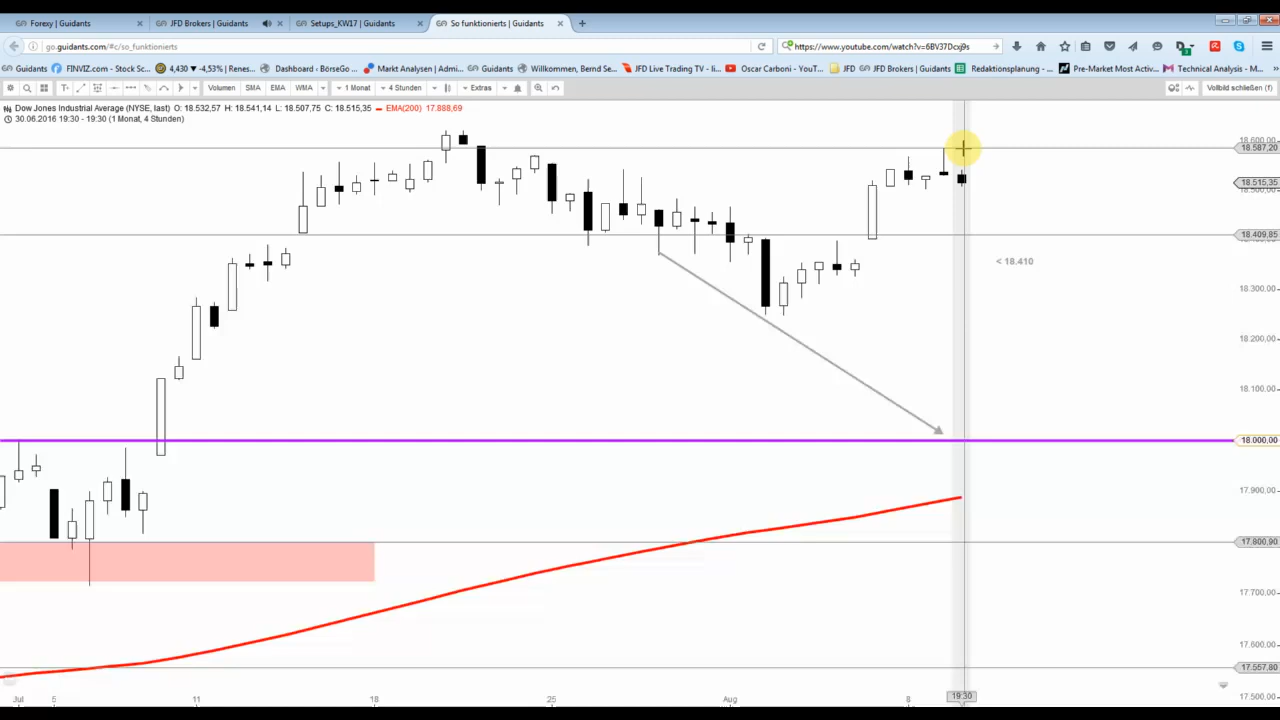 Forexy | Guidants
JFD Brokers | Guidants
Setups_KW17 | Guidants
So funktionierts | Guidants
go.guidants.com/#c/so_funktionierts
https://www.youtube.com/watch?v=6BV37Dcxj9s
Guidants
FINVIZ.com - Stock Sc...
4,430 ▼ -4,53% | Renes...
Dashboard - BörseGo ...
Markt Analysen | Admi...
Guidants
Willkommen, Bernd Se...
JFD Live Trading TV - li...
Oscar Carboni - YouT...
JFD
JFD Brokers | Guidants
Redaktionsplanung - ...
Pre-Market Most Activ...
Technical Analysis - M...
Volumen
SMA
EMA
WMA
1 Monat
4 Stunden
Extras
Vollbild schließen (f)
Dow Jones Industrial Average (NYSE, last) O: 18.532,57 H: 18.541,14 L: 18.507,75 C: 18.515,35 EMA(200) 17.888,69
30.06.2016 19:30 - 19:30 (1 Monat, 4 Stunden)
18.587,20
18.515,35
18.409,85
< 18.410
18.300,00
18.200,00
18.100,00
18.000,00
17.900,00
17.800,90
17.700,00
17.600,00
17.557,80
17.500,00
Jul
5
11
18
25
Aug
8
19:30